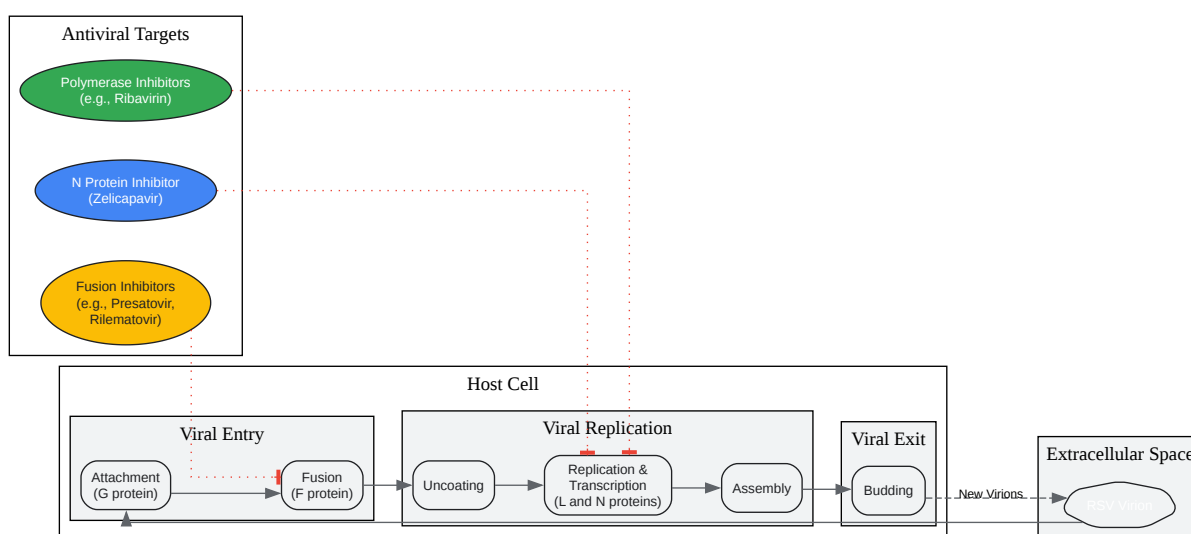 Antiviral Targets
Polymerase Inhibitors
(e.g., Ribavirin)
N Protein Inhibitor
(Zelicapavir)
Fusion Inhibitors
(e.g., Presatovir,
Rilematovir)
Host Cell
Viral Entry
Attachment
(G protein)
Fusion
(F protein)
Viral Replication
Uncoating
Replication &
Transcription
(L and N proteins)
Assembly
Viral Exit
Budding
New Virions
Extracellular Space
RSV Virion